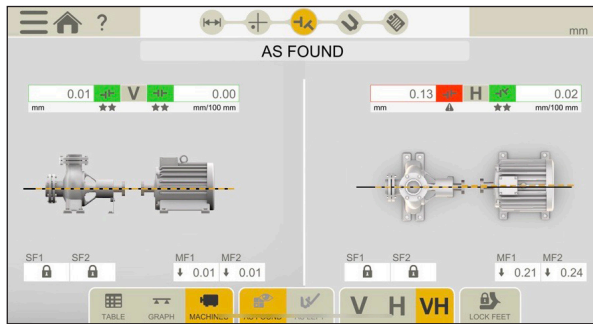 ?
mm
AS FOUND
0.01 V 0.00
mm mm/100 mm
0.13 H 0.02
mm mm/100 mm
SF1 SF2 MF1 MF2
0.01 0.01
SF1 SF2 MF1 MF2
0.21 0.24
TABLE GRAPH MACHINES AS FOUND V H VH LOCK FEET